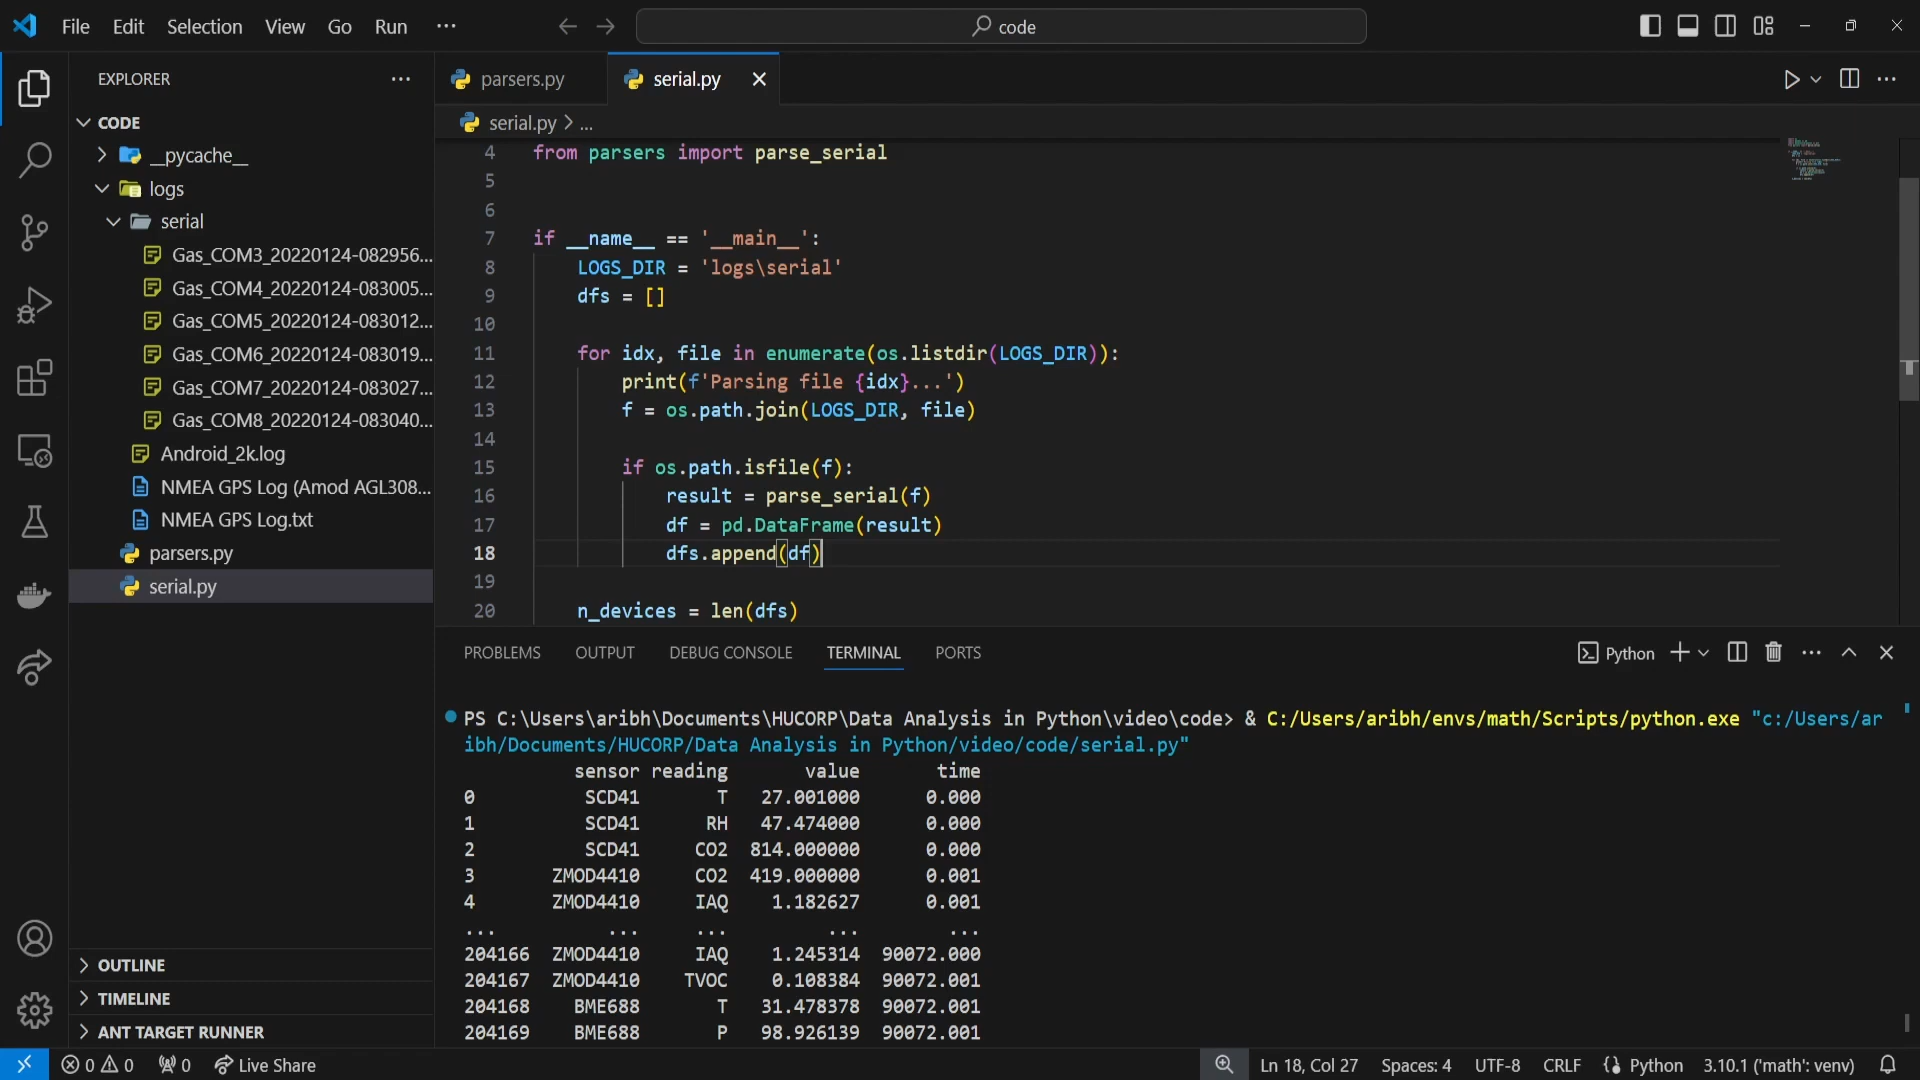 File Edit Selection View Go Run ...
code
EXPLORER ...
parsers.py
serial.py
CODE
serial.py > ...
__pycache__
logs
serial
Gas_COM3_20220124-082956...
Gas_COM4_20220124-083005...
Gas_COM5_20220124-083012...
Gas_COM6_20220124-083019...
Gas_COM7_20220124-083027...
Gas_COM8_20220124-083040...
Android_2k.log
NMEA GPS Log (Amod AGL308...
NMEA GPS Log.txt
parsers.py
serial.py
OUTLINE
TIMELINE
ANT TARGET RUNNER
4 from parsers import parse_serial
5
6
7 if __name__ == '__main__':
8 LOGS_DIR = 'logs\serial'
9 dfs = []
10
11 for idx, file in enumerate(os.listdir(LOGS_DIR)):
12 print(f'Parsing file {idx}...')
13 f = os.path.join(LOGS_DIR, file)
14
15 if os.path.isfile(f):
16 result = parse_serial(f)
17 df = pd.DataFrame(result)
18 dfs.append(df)
19
20 n_devices = len(dfs)
PROBLEMS OUTPUT DEBUG CONSOLE TERMINAL PORTS
Python
PS C:\Users\aribh\Documents\HUCORP\Data Analysis in Python\video\code> & C:/Users/aribh/envs/math/Scripts/python.exe "c:/Users/ar
ibh/Documents/HUCORP/Data Analysis in Python/video/code/serial.py"
sensor reading value time
0 SCD41 T 27.001000 0.000
1 SCD41 RH 47.474000 0.000
2 SCD41 CO2 814.000000 0.000
3 ZMOD4410 CO2 419.000000 0.001
4 ZMOD4410 IAQ 1.182627 0.001
... ... ... ... ...
204166 ZMOD4410 IAQ 1.245314 90072.000
204167 ZMOD4410 TVOC 0.108384 90072.001
204168 BME688 T 31.478378 90072.001
204169 BME688 P 98.926139 90072.001
0 0 0 Live Share
Ln 18, Col 27 Spaces: 4 UTF-8 CRLF Python 3.10.1 ('math': venv)